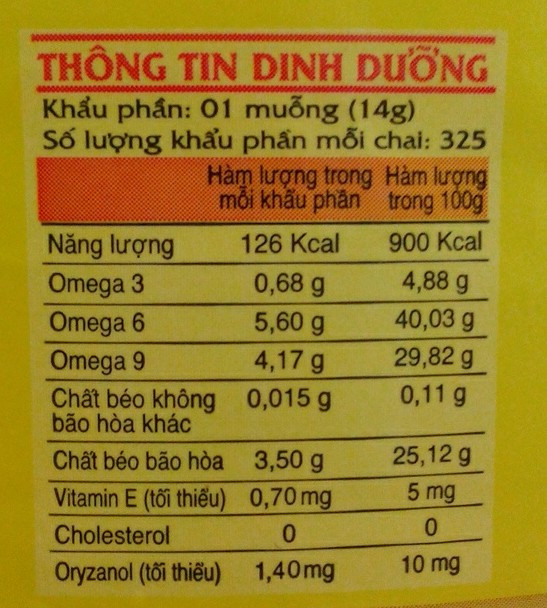 THÔNG TIN DINH DƯỠNG
Khẩu phần: 01 muỗng (14g)
Số lượng khẩu phần mỗi chai: 325
Hàm lượng trong mỗi khẩu phần Hàm lượng trong 100g
Năng lượng 126 Kcal 900 Kcal
Omega 3 0,68 g 4,88 g
Omega 6 5,60 g 40,03 g
Omega 9 4,17 g 29,82 g
Chất béo không 0,015 g 0,11 g
bão hòa khác
Chất béo bão hòa 3,50 g 25,12 g
Vitamin E (tối thiểu) 0,70 mg 5 mg
Cholesterol 0 0
Oryzanol (tối thiểu) 1,40mg 10 mg